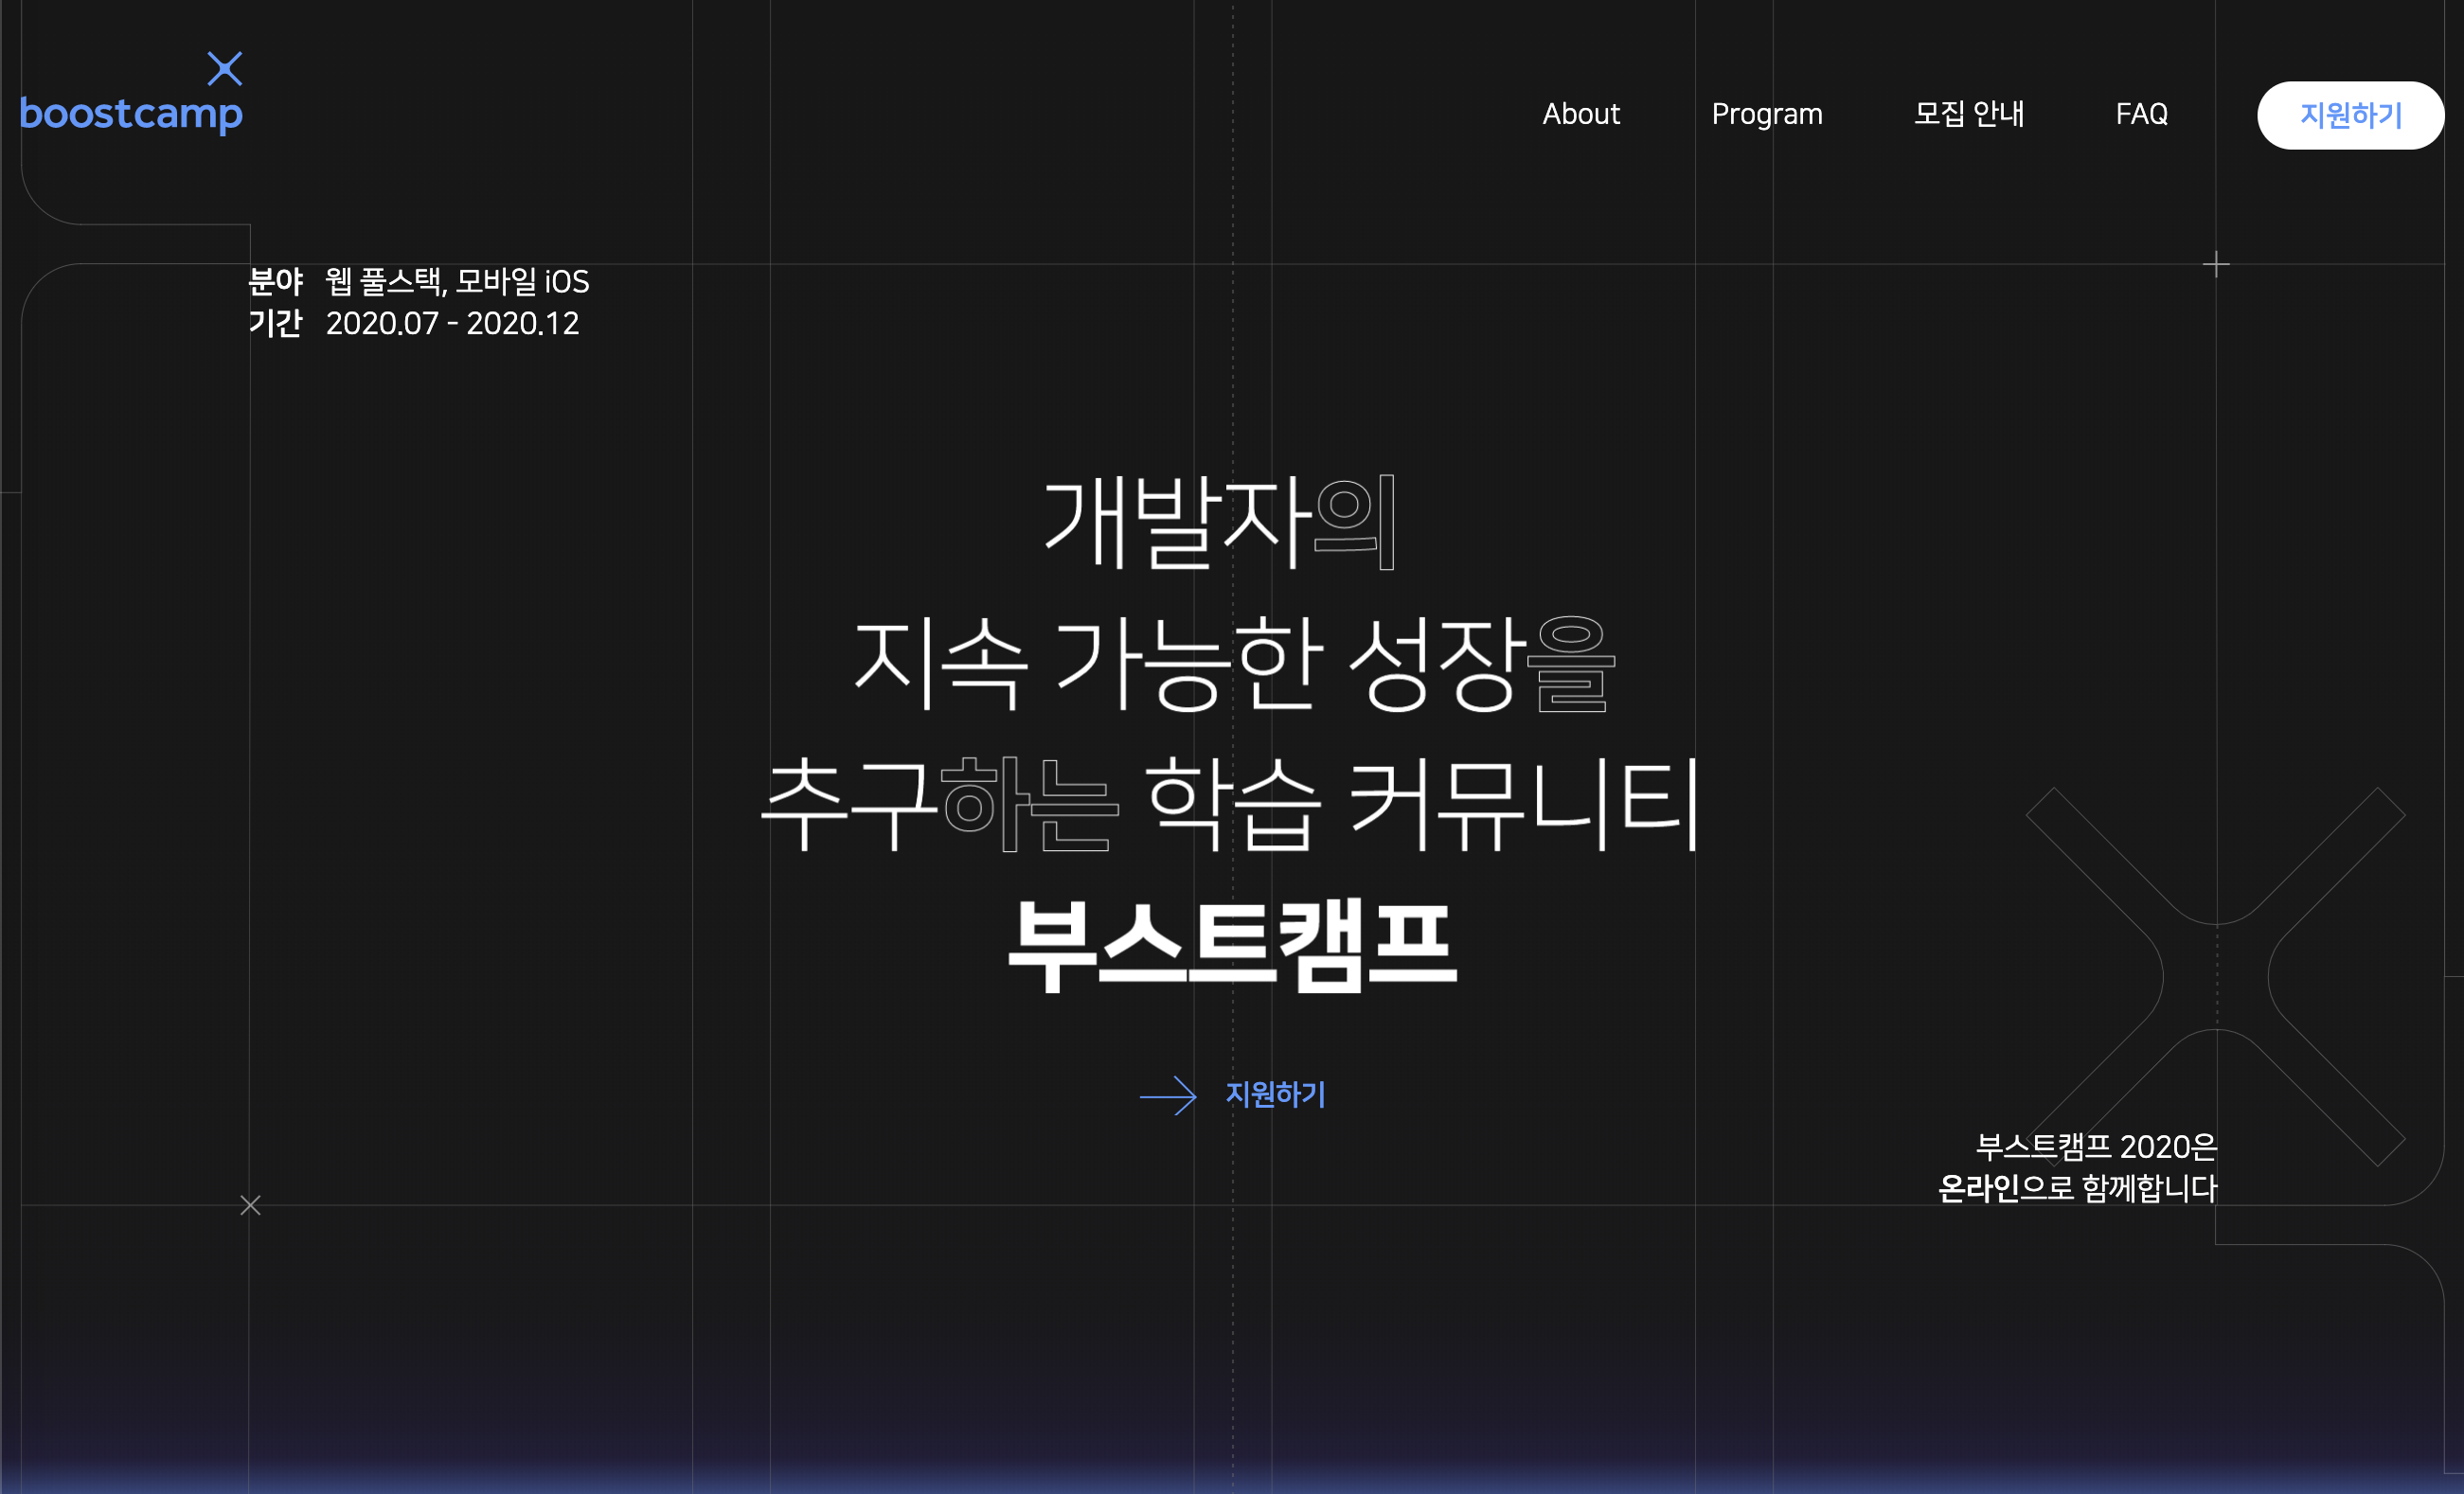 boostcamp
About Program 모집 안내 FAQ 지원하기
분야 웹 풀스택, 모바일 iOS
기간 2020.07 - 2020.12
개발자의
지속 가능한 성장을
추구하는 학습 커뮤니티
부스트캠프
지원하기
부스트캠프 2020은
온라인으로 함께합니다